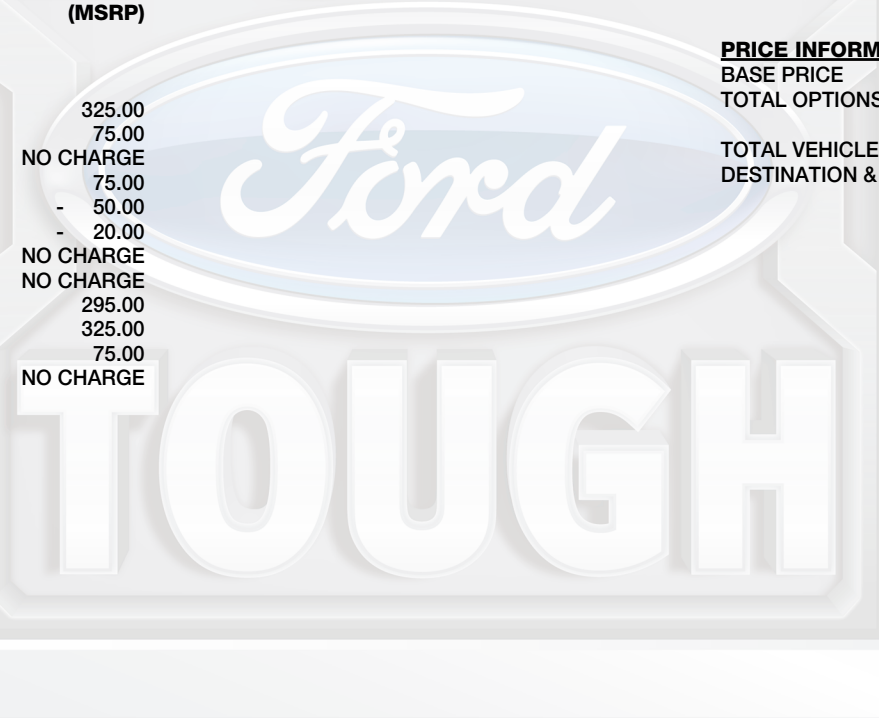 (MSRP)
325.00
75.00
NO CHARGE
75.00
- 50.00
- 20.00
NO CHARGE
NO CHARGE
295.00
325.00
75.00
NO CHARGE
PRICE INFORM
BASE PRICE
TOTAL OPTIONS
TOTAL VEHICLE
DESTINATION &
Ford
TOUGH